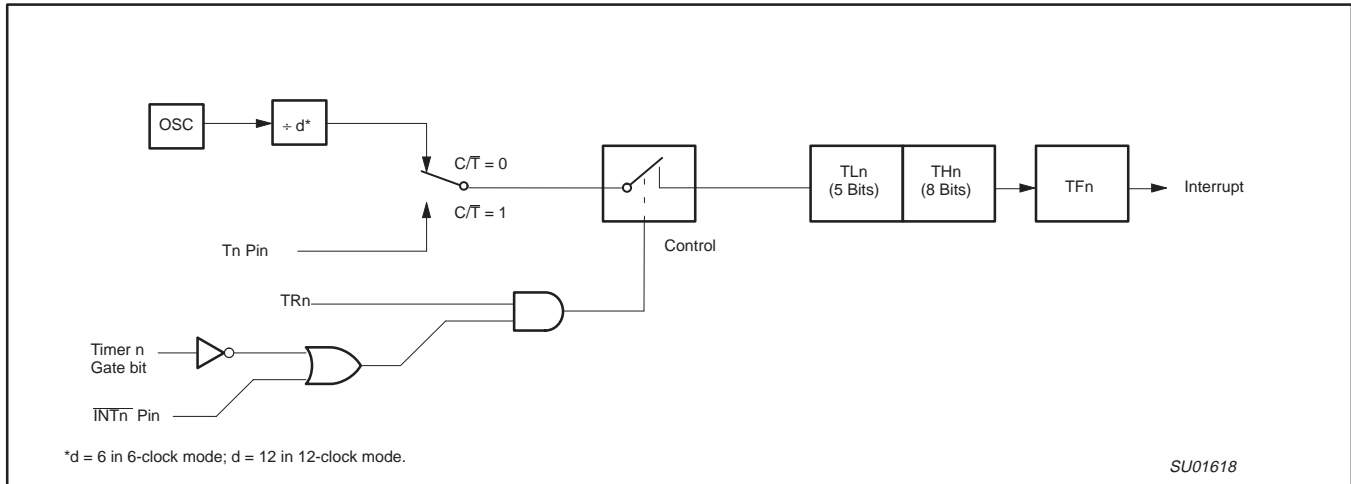 OSC
÷ d*
C/T̅ = 0
C/T̅ = 1
Tn Pin
TLn
(5 Bits)
THn
(8 Bits)
TFn
Interrupt
Control
TRn
Timer n
Gate bit
I̅N̅T̅n̅ Pin
*d = 6 in 6-clock mode; d = 12 in 12-clock mode.
SU01618